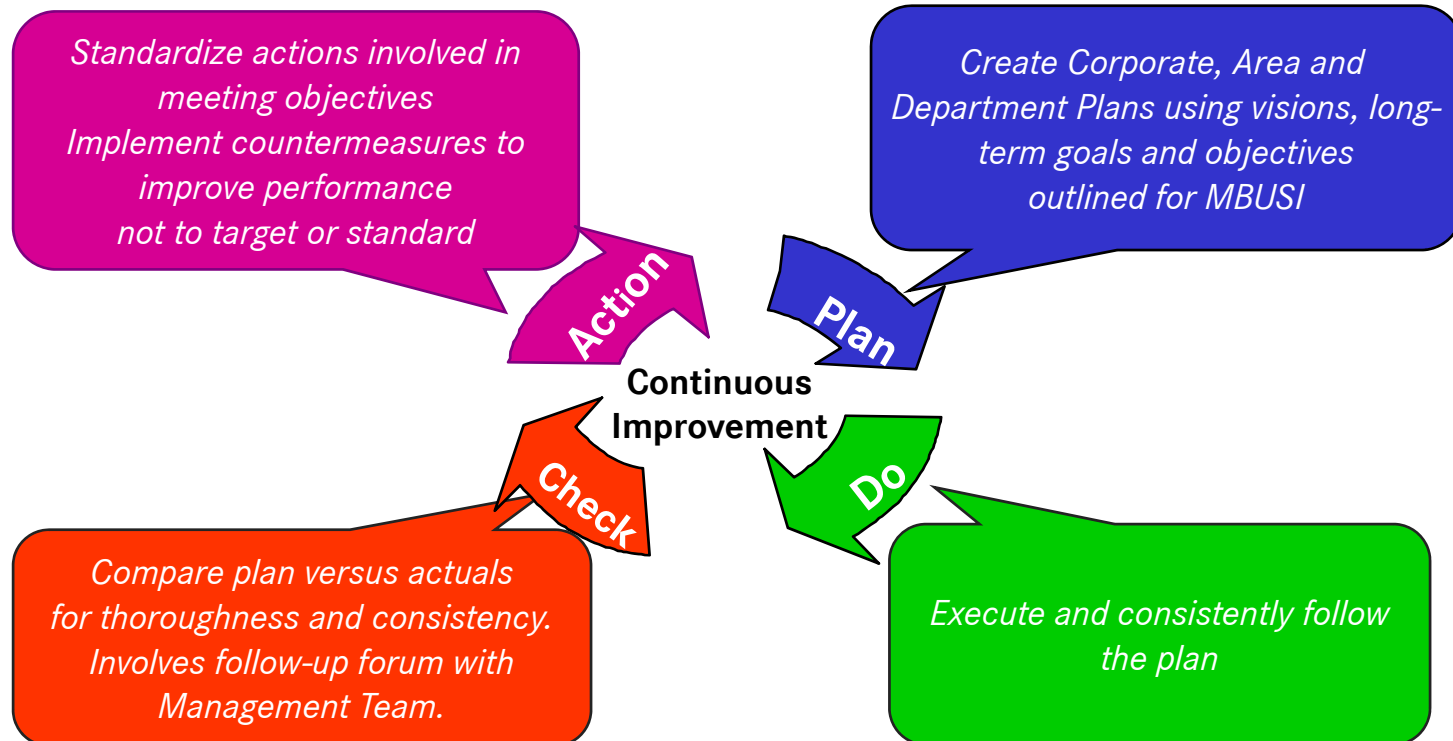 Standardize actions involved in
meeting objectives
Implement countermeasures to
improve performance
not to target or standard
Create Corporate, Area and
Department Plans using visions, long-
term goals and objectives
outlined for MBUSI
Action
Plan
Continuous
Improvement
Check
Do
Compare plan versus actuals
for thoroughness and consistency.
Involves follow-up forum with
Management Team.
Execute and consistently follow
the plan